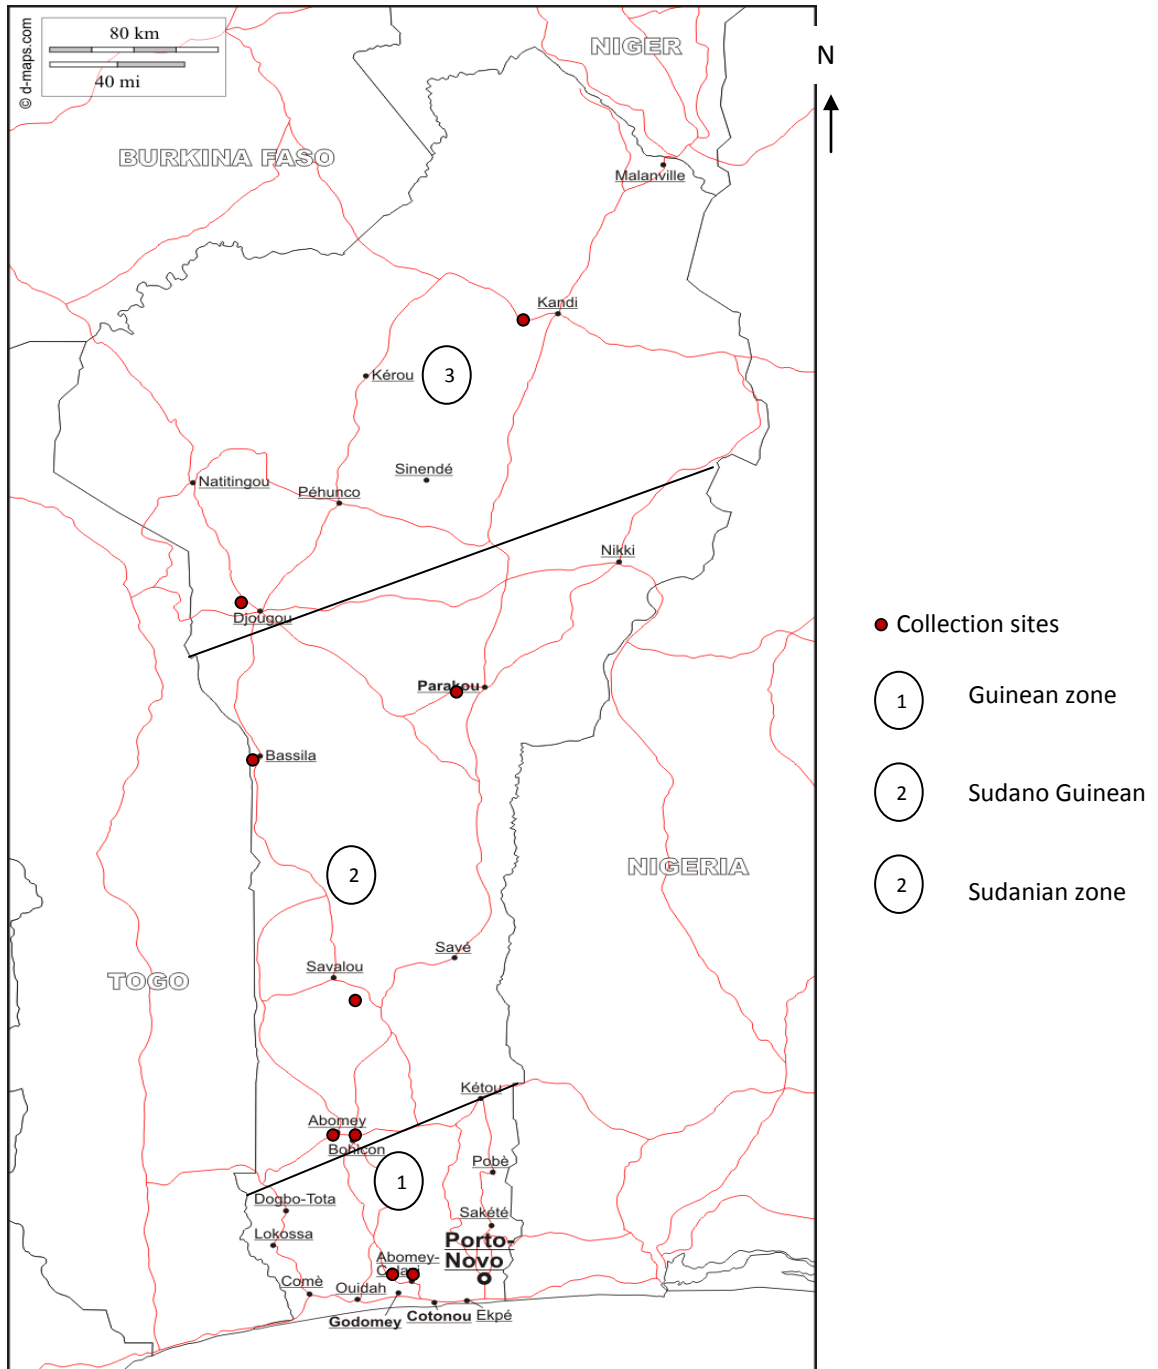 © d-maps.com
80 km
40 mi
NIGER
N
BURKINA FASO
Malanville
Kandi
Kérou
3
Sinendé
Natitingou
Péhunco
Nikki
Djougou
Collection sites
Parakou
1
Guinean zone
Bassila
2
Sudano Guinean
NIGERIA
2
2
Sudanian zone
Savé
Savalou
TOGO
Kétou
Abomey
Bohicon
Pobè
1
Dogbo-Tota
Sakété
Lokossa
Porto-
Novo
Abomey-
Calavi
Comè
Ouidah
Godomey
Cotonou
Ekpé